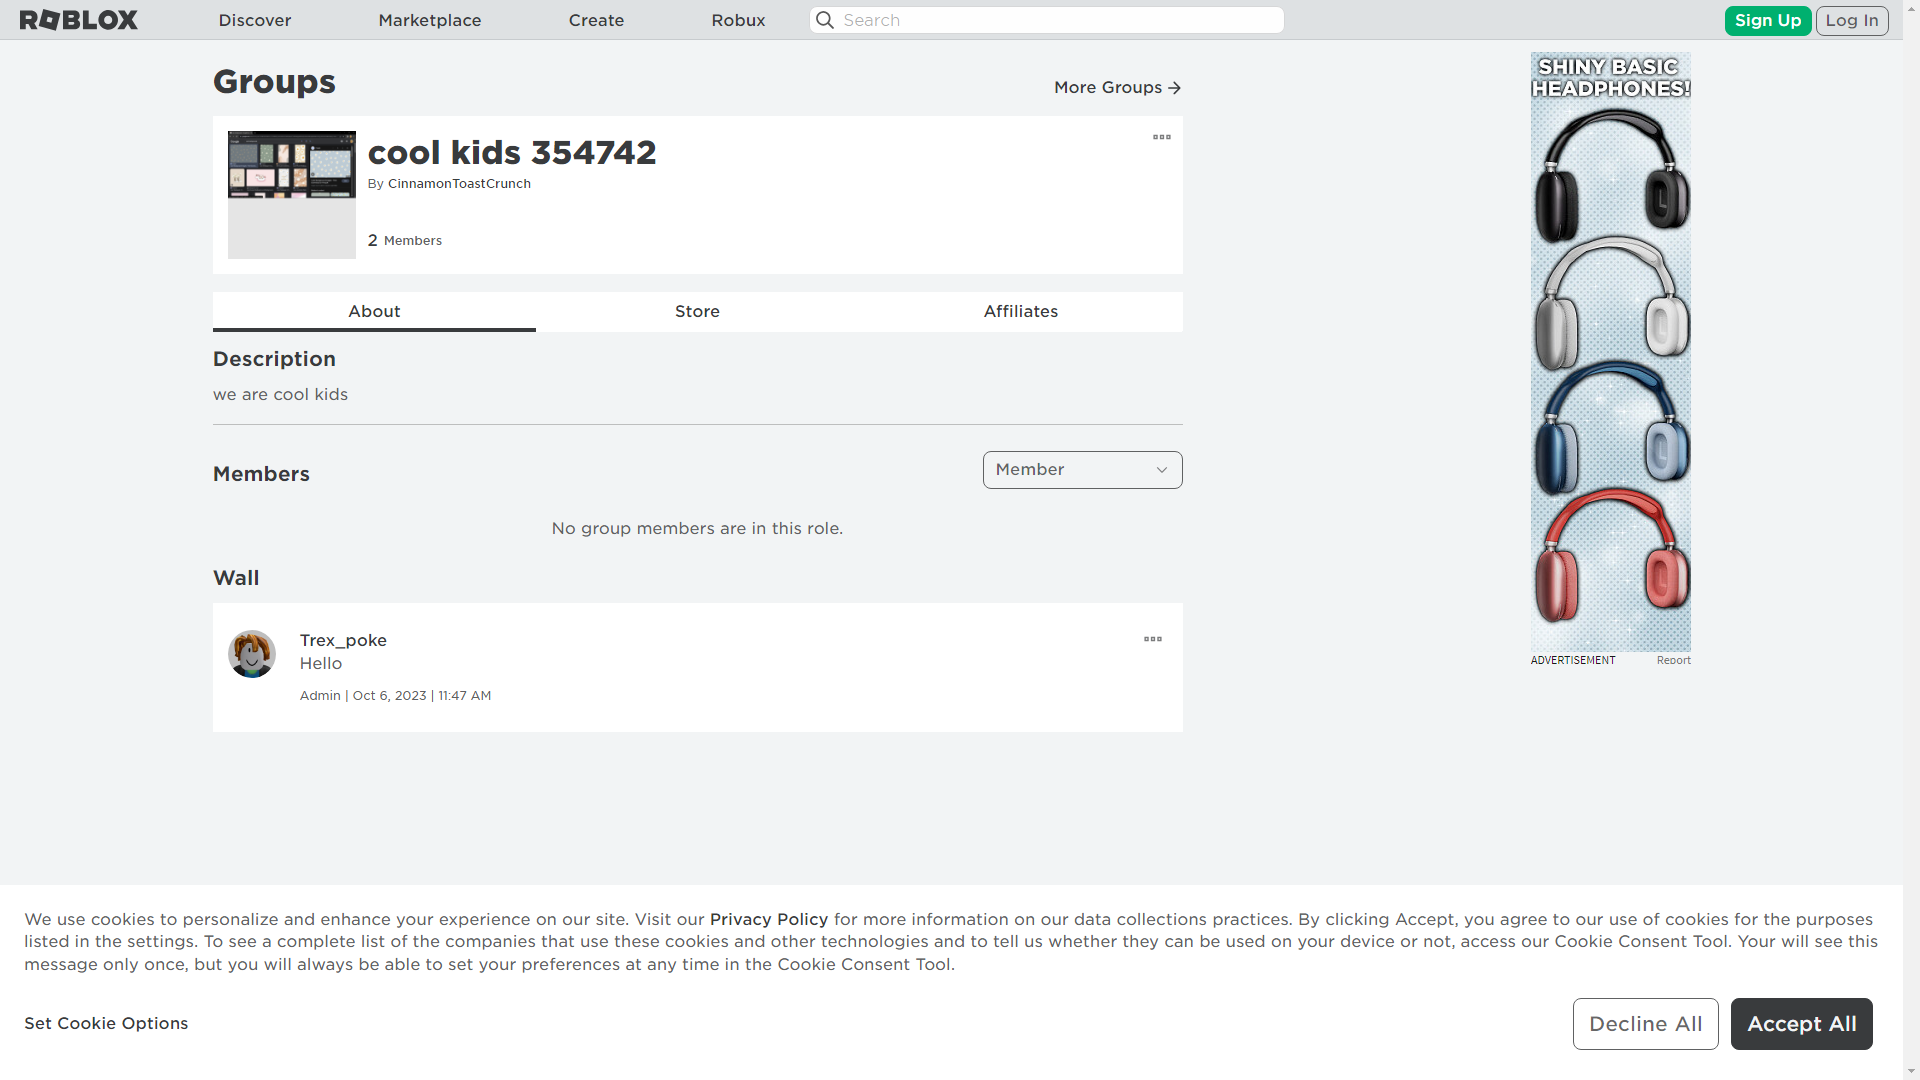 ROBLOX
Discover
Marketplace
Create
Robux
Search
Sign Up
Log In
Groups
More Groups
cool kids 354742
By CinnamonToastCrunch
2 Members
About
Store
Affiliates
Description
we are cool kids
Members
Member
No group members are in this role.
Wall
Trex_poke
Hello
Admin | Oct 6, 2023 | 11:47 AM
SHINY BASIC
HEADPHONES!
ADVERTISEMENT
Report
We use cookies to personalize and enhance your experience on our site. Visit our Privacy Policy for more information on our data collections practices. By clicking Accept, you agree to our use of cookies for the purposes
listed in the settings. To see a complete list of the companies that use these cookies and other technologies and to tell us whether they can be used on your device or not, access our Cookie Consent Tool. Your will see this
message only once, but you will always be able to set your preferences at any time in the Cookie Consent Tool.
Set Cookie Options
Decline All
Accept All